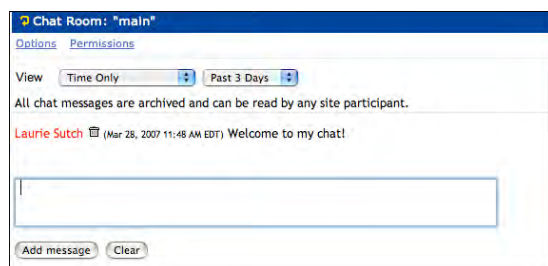 Chat Room: "main"
Options Permissions
View Time Only Past 3 Days
All chat messages are archived and can be read by any site participant.
Laurie Sutch (Mar 28, 2007 11:48 AM EDT) Welcome to my chat!
Add message Clear